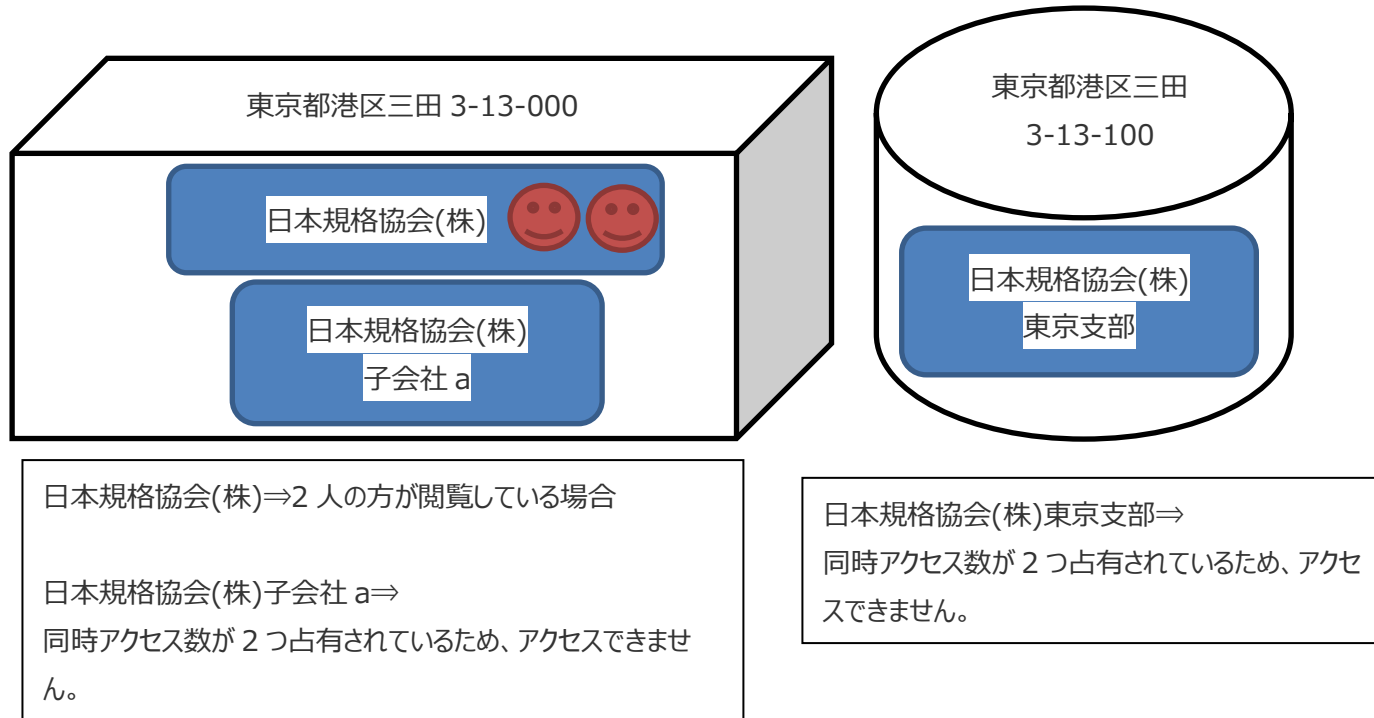 東京都港区三田 3-13-000
日本規格協会(株)
日本規格協会(株)
子会社 a
東京都港区三田
3-13-100
日本規格協会(株)
東京支部
日本規格協会(株)⇒2 人の方が閲覧している場合
日本規格協会(株)子会社 a⇒
同時アクセス数が 2 つ占有されているため、アクセスできませ
ん。
日本規格協会(株)東京支部⇒
同時アクセス数が 2 つ占有されているため、アクセ
スできません。